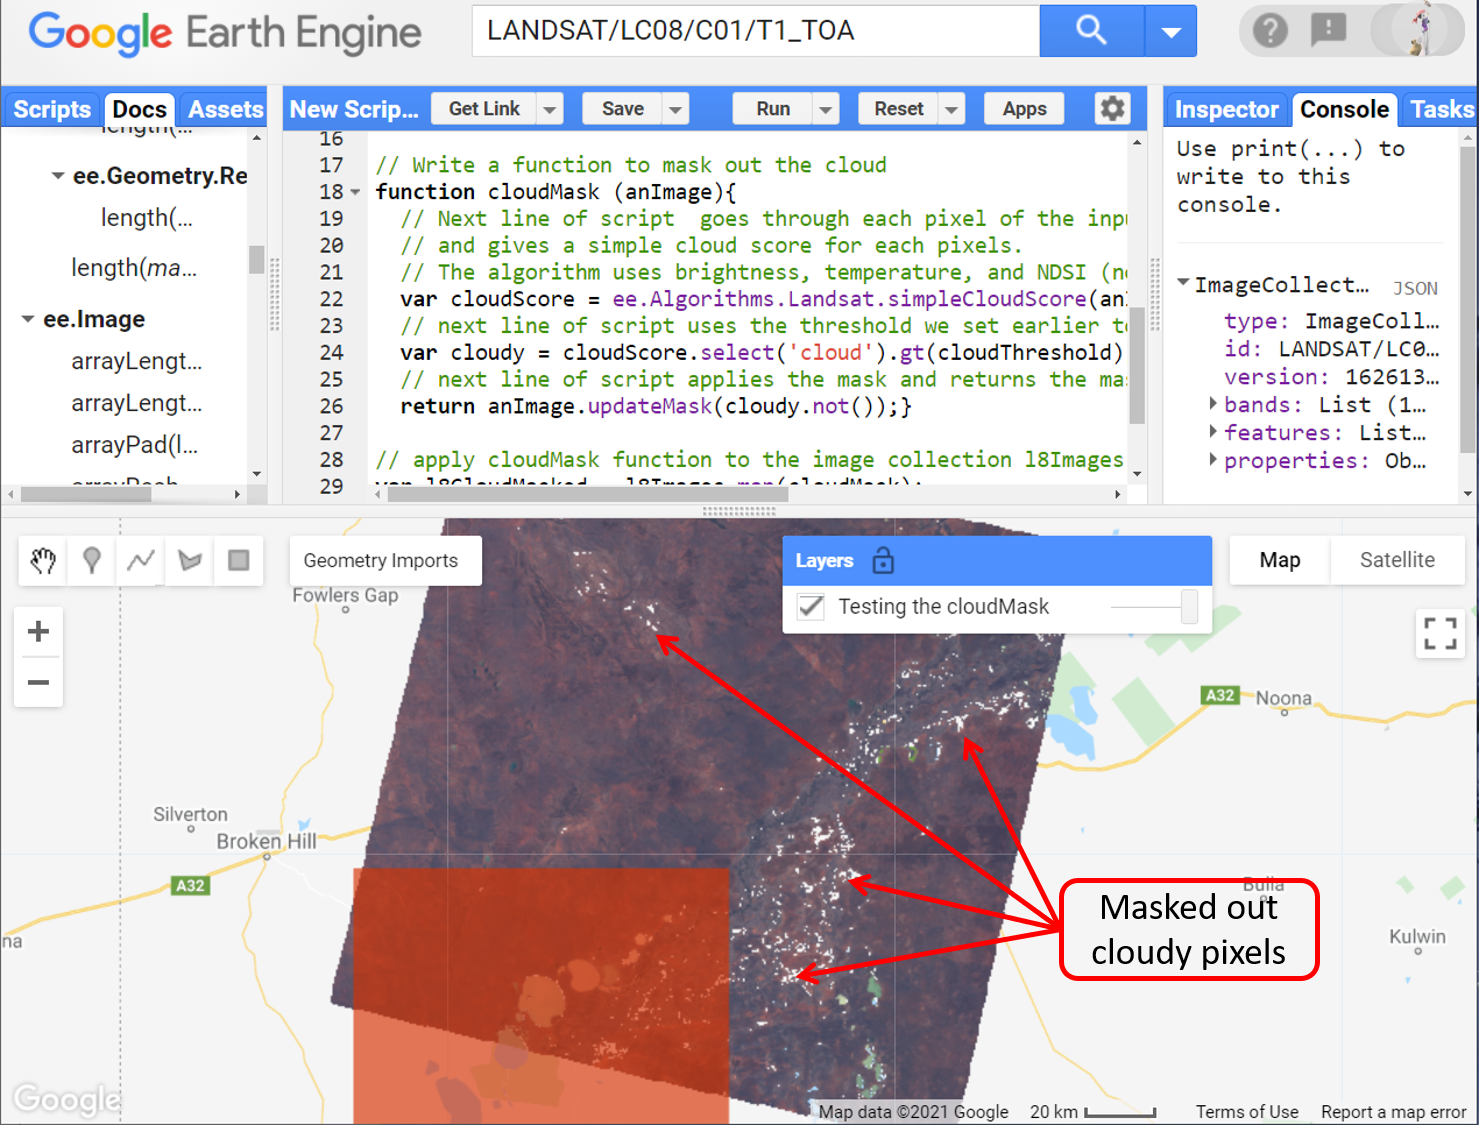 Google Earth Engine
LANDSAT/LC08/C01/T1_TOA
Scripts
Docs
Assets
length(...
ee.Geometry.Re
length(...
length(ma...
ee.Image
arrayLengt...
arrayLengt...
arrayPad(l...
New Scrip...
Get Link
Save
Run
Reset
Apps
16
17 // Write a function to mask out the cloud
18 function cloudMask (anImage){
19 // Next line of script  goes through each pixel of the inp
20 // and gives a simple cloud score for each pixels.
21 // The algorithm uses brightness, temperature, and NDSI (n
22 var cloudScore = ee.Algorithms.Landsat.simpleCloudScore(an
23 // next line of script uses the threshold we set earlier t
24 var cloudy = cloudScore.select('cloud').gt(cloudThreshold)
25 // next line of script applies the mask and returns the ma
26 return anImage.updateMask(cloudy.not());}
27
28 // apply cloudMask function to the image collection l8Images
29 var l8CloudMasked = l8Images.map(cloudMask);
Inspector
Console
Tasks
Use print(...) to
write to this
console.
ImageCollect... JSON
type: ImageColl...
id: LANDSAT/LC0...
version: 162613...
bands: List (1...
features: List...
properties: Ob...
Geometry Imports
Layers
Testing the cloudMask
Map
Satellite
Fowlers Gap
A32
Noona
Silverton
Broken Hill
A32
Bulla
Masked out
cloudy pixels
Kulwin
na
Google
Map data ©2021 Google
20 km
Terms of Use
Report a map error